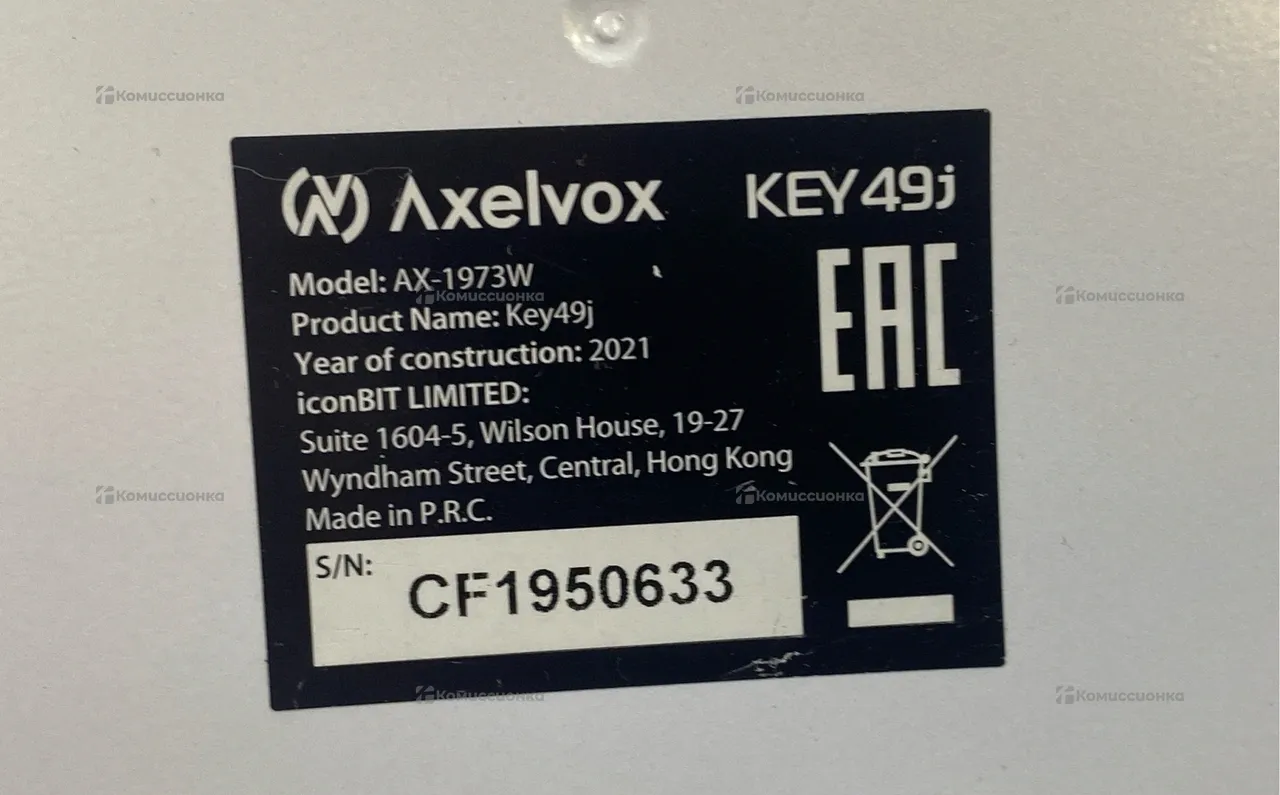 Axelvox KEY49j
Model: AX-1973W
Product Name: Key49j
Year of construction: 2021
iconBIT LIMITED:
Suite 1604-5, Wilson House, 19-27
Wyndham Street, Central, Hong Kong
Made in P.R.C.
S/N: CF1950633
EAC
Комиссионка
Комиссионка
Комиссионка
Комиссионка
Комиссионка
Комиссионка
Комиссионка
Комиссионка